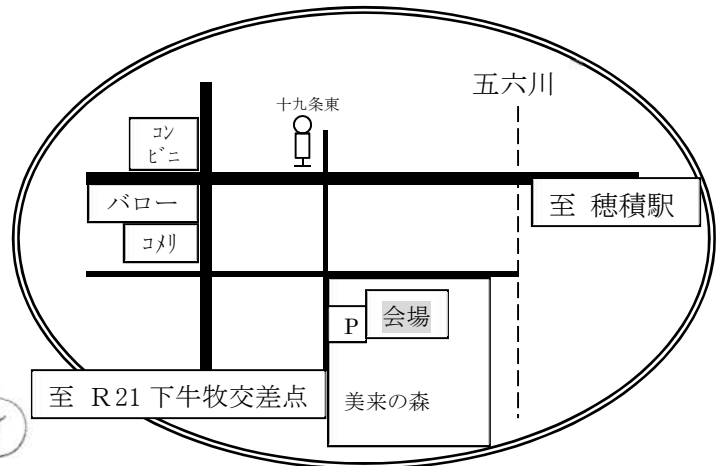 五六川
十九条東
コン
ビニ
バロー
至 穂積駅
コメリ
会場
P
至 R21 下牛牧交差点
美来の森